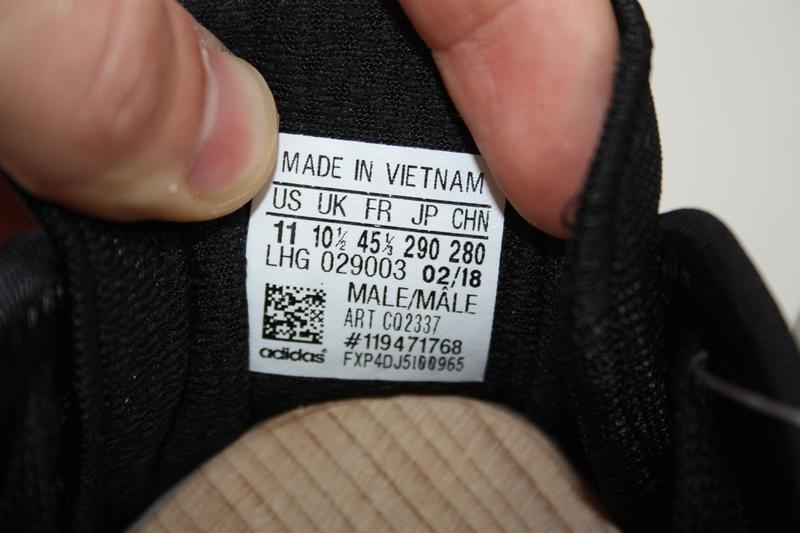 MADE IN VIETNAM
US UK FR JP CHN
11 10½ 45⅓ 290 280
LHG 029003 02/18
MALE/MÂLE
ART CQ2337
#119471768
adidas FXP4DJ5100965